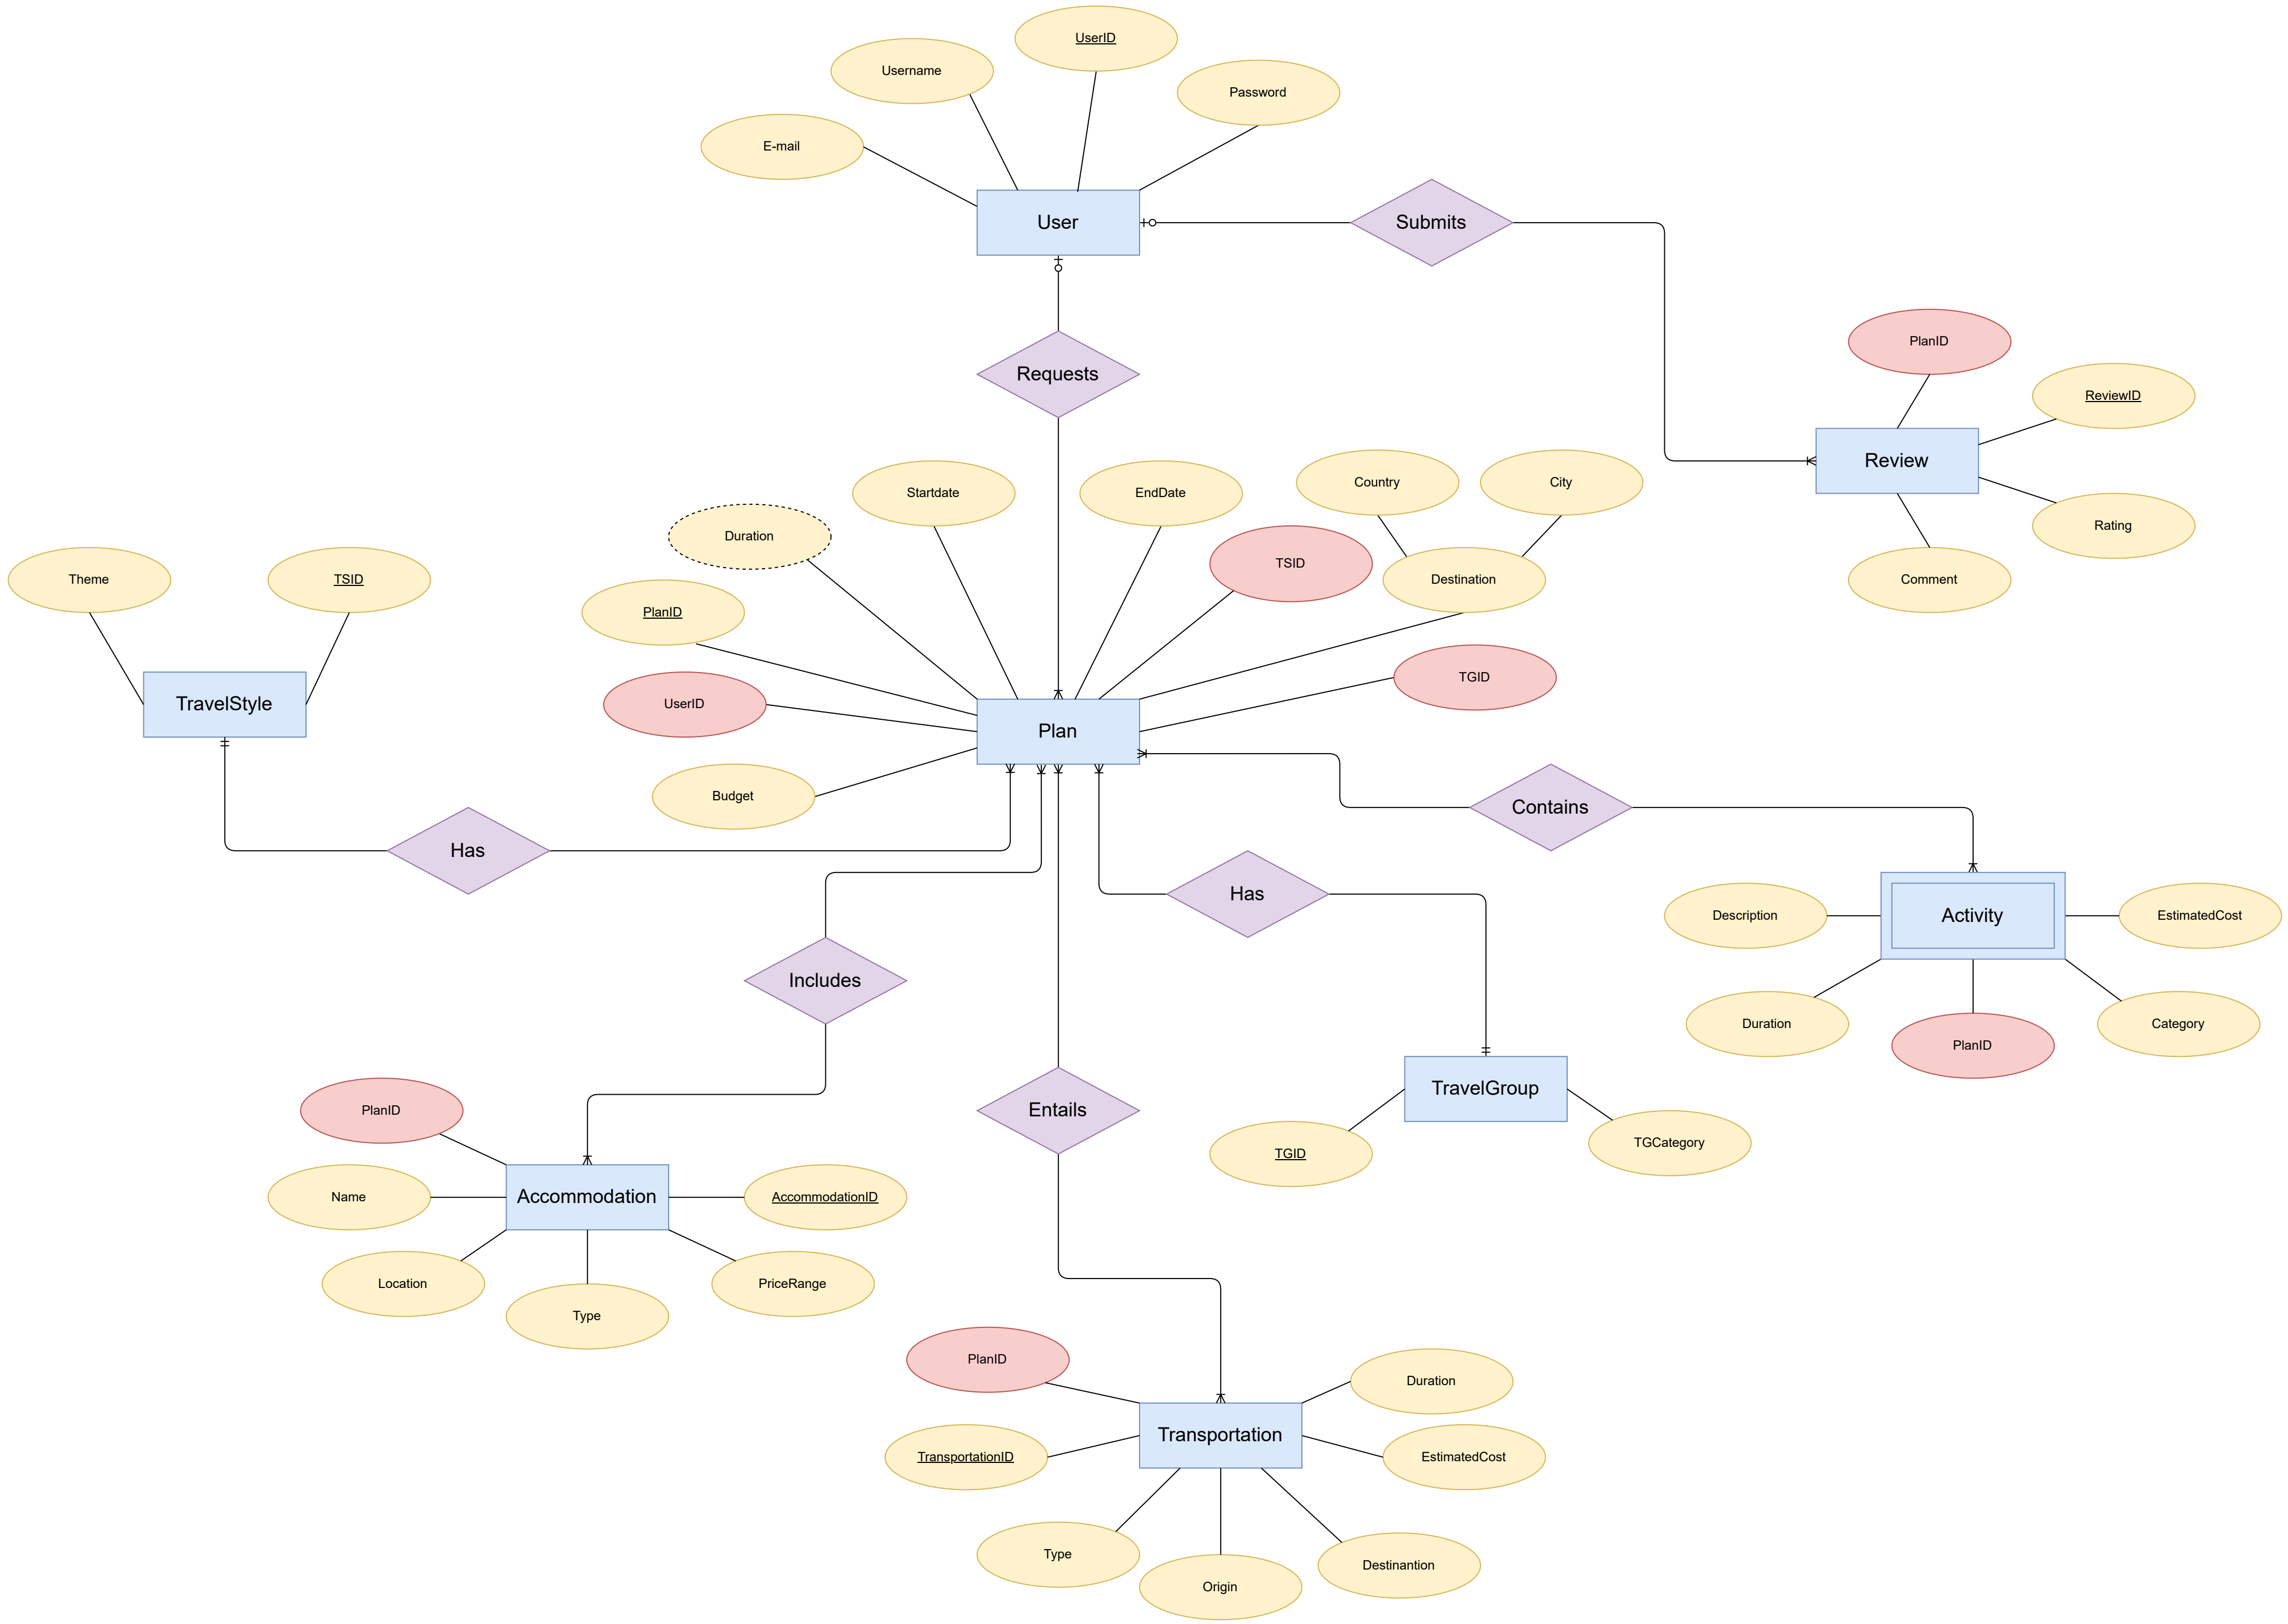 UserID
Username
Password
E-mail
User
Submits
PlanID
Requests
ReviewID
Review
Country
City
Startdate
EndDate
Rating
Duration
TSID
Theme
TSID
Destination
Comment
PlanID
TGID
TravelStyle
UserID
Plan
Budget
Contains
Has
Has
Description
Activity
EstimatedCost
Includes
Duration
PlanID
Category
TravelGroup
PlanID
Entails
TGID
TGCategory
Name
Accommodation
AccommodationID
Location
PriceRange
Type
PlanID
Duration
Transportation
TransportationID
EstimatedCost
Type
Destinantion
Origin